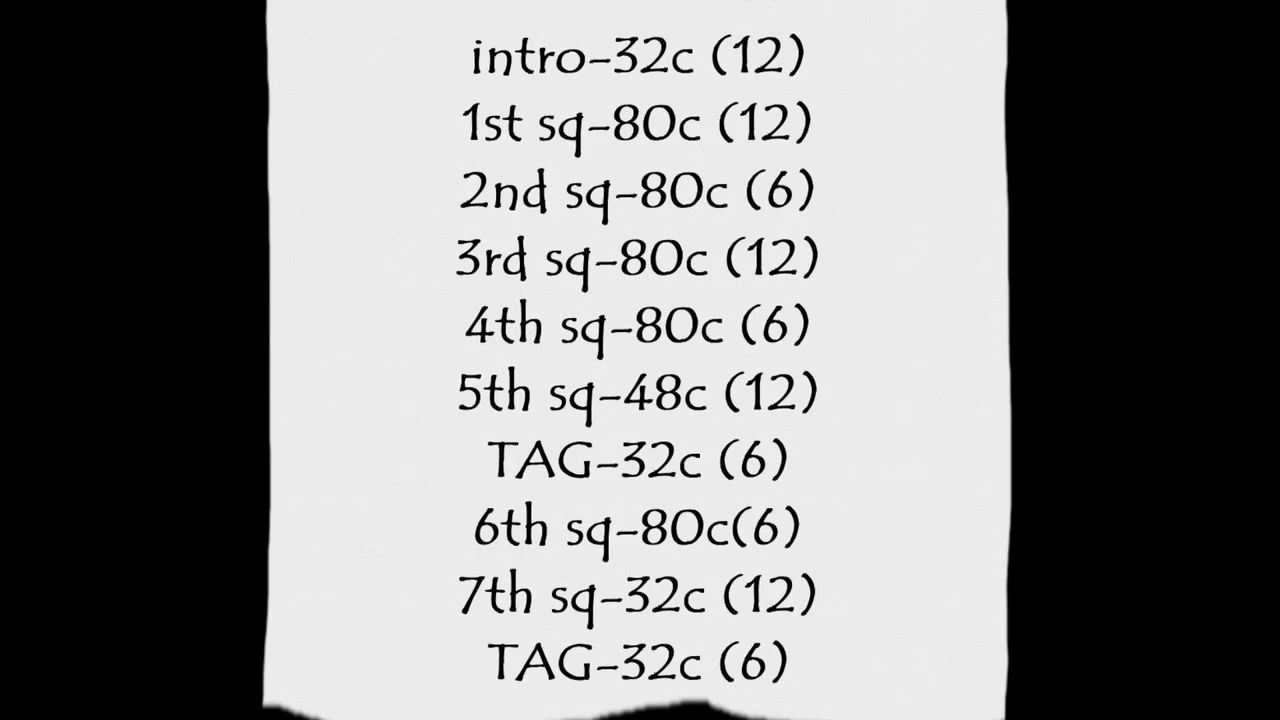 intro-32c (12)
1st sq-80c (12)
2nd sq-80c (6)
3rd sq-80c (12)
4th sq-80c (6)
5th sq-48c (12)
TAG-32c (6)
6th sq-80c(6)
7th sq-32c (12)
TAG-32c (6)